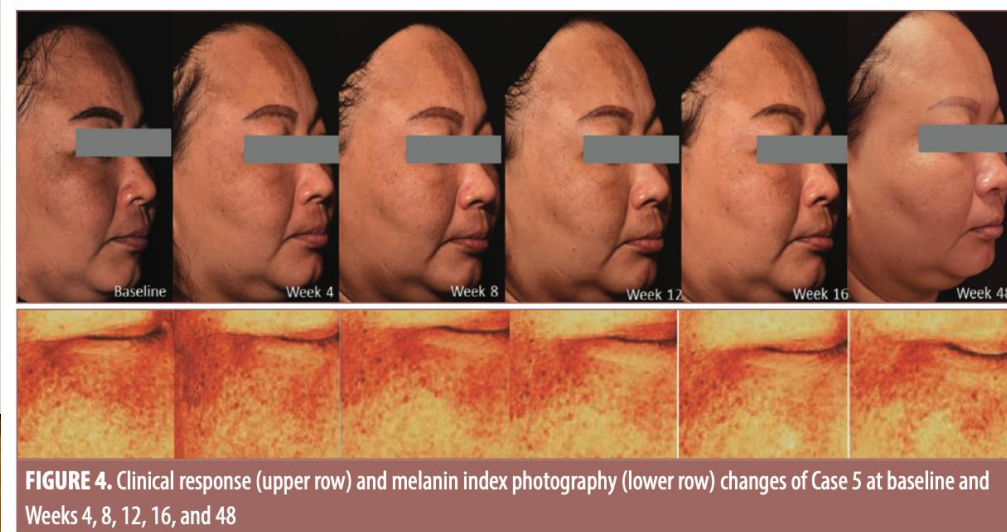 Baseline
Week 4
Week 8
Week 12
Week 16
Week 48
FIGURE 4. Clinical response (upper row) and melanin index photography (lower row) changes of Case 5 at baseline and
Weeks 4, 8, 12, 16, and 48